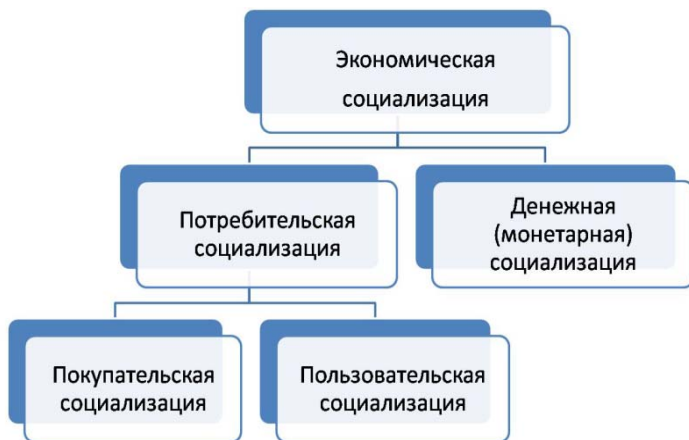 Экономическая
социализация
Потребительская
социализация
Денежная
(монетарная)
социализация
Покупательская
социализация
Пользовательская
социализация